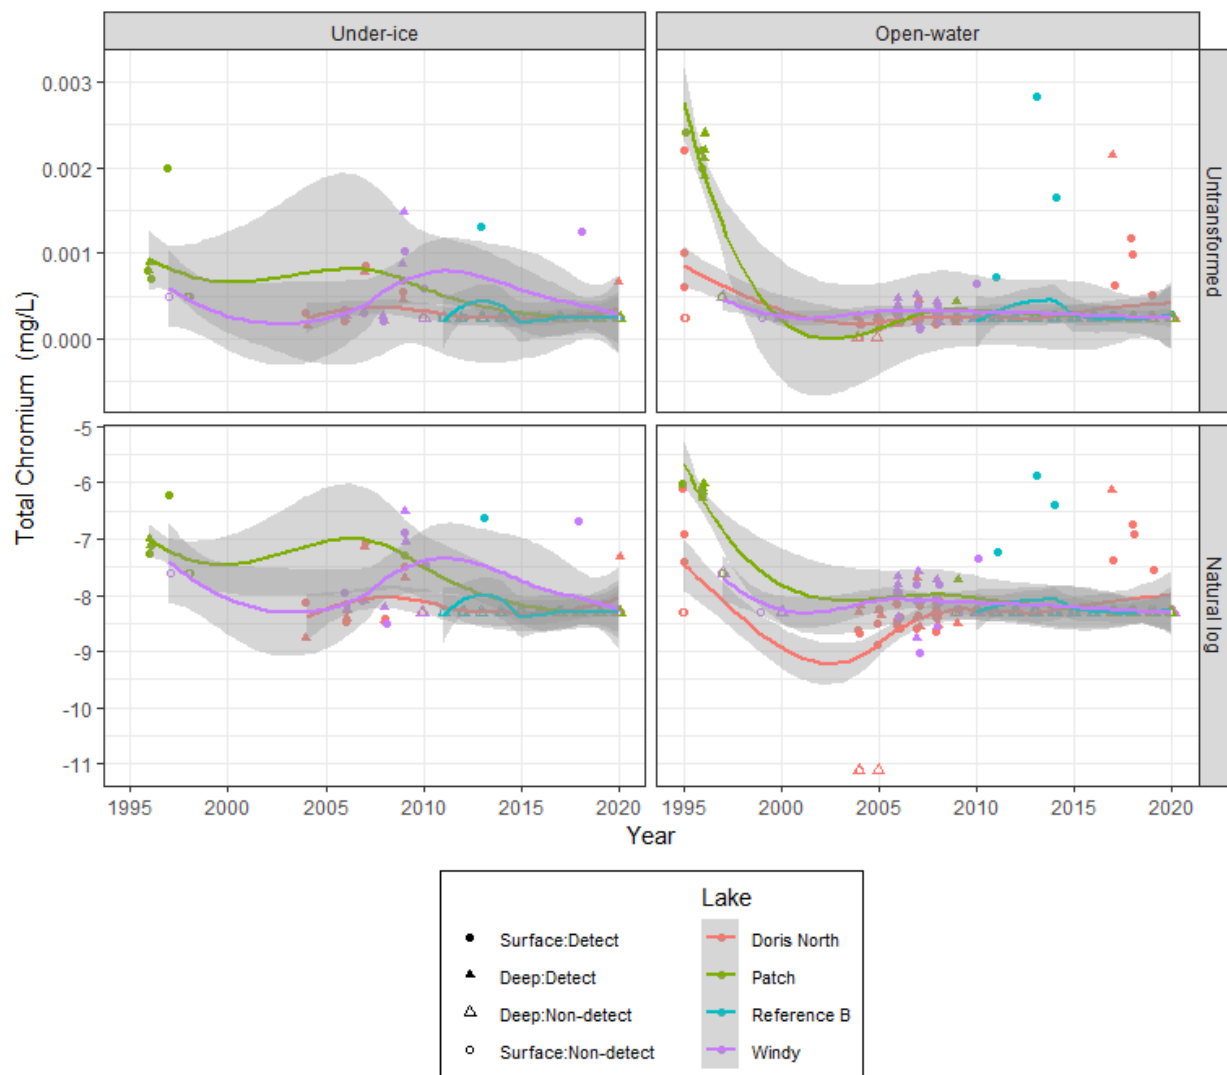 Under-ice
Open-water
Total Chromium (mg/L)
0.003
0.002
0.001
0.000
Untransformed
-5
-6
-7
-8
-9
-10
-11
Natural log
1995 2000 2005 2010 2015 2020
1995 2000 2005 2010 2015 2020
Year
Surface:Detect
Deep:Detect
Deep:Non-detect
Surface:Non-detect
Lake
Doris North
Patch
Reference B
Windy